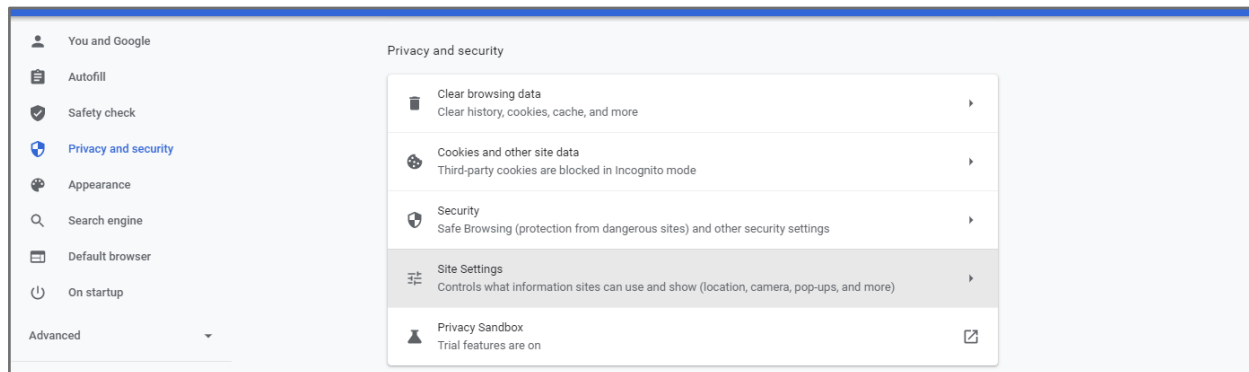 You and Google
Autofill
Safety check
Privacy and security
Appearance
Search engine
Default browser
On startup
Advanced
Privacy and security
Clear browsing data
Clear history, cookies, cache, and more
Cookies and other site data
Third-party cookies are blocked in Incognito mode
Security
Safe Browsing (protection from dangerous sites) and other security settings
Site Settings
Controls what information sites can use and show (location, camera, pop-ups, and more)
Privacy Sandbox
Trial features are on